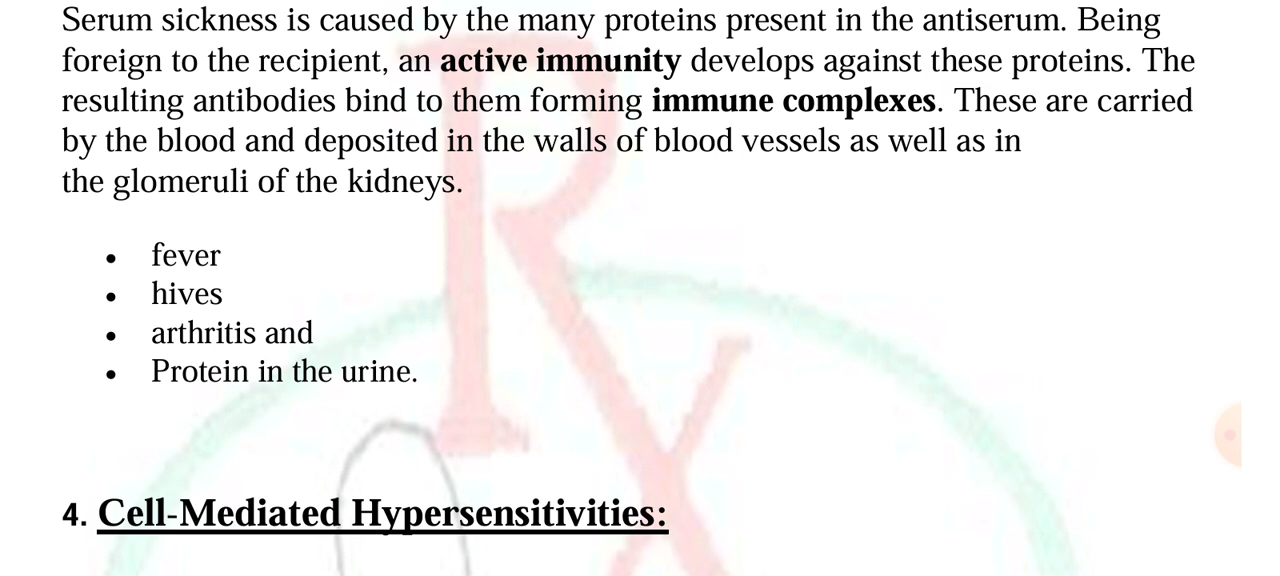 Serum sickness is caused by the many proteins present in the antiserum. Being
foreign to the recipient, an active immunity develops against these proteins. The
resulting antibodies bind to them forming immune complexes. These are carried
by the blood and deposited in the walls of blood vessels as well as in
the glomeruli of the kidneys.
• fever
• hives
• arthritis and
• Protein in the urine.
4. Cell-Mediated Hypersensitivities: